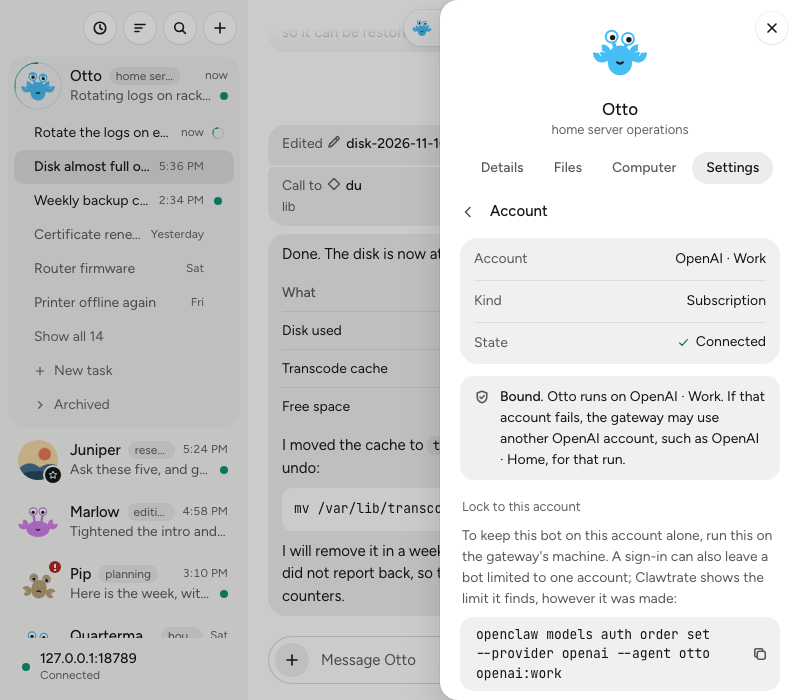 Otto
home ser...
now
Rotating logs on rack...
Rotate the logs on e...
now
Disk almost full o...
5:36 PM
Weekly backup c...
2:34 PM
Certificate rene...
Yesterday
Router firmware
Sat
Printer offline again
Fri
Show all 14
New task
Archived
Juniper
rese...
5:24 PM
Ask these five, and g...
Marlow
editi...
4:58 PM
Tightened the intro and...
Pip
planning
3:10 PM
Here is the week, wit...
Quarterma
hou...
Sat
127.0.0.1:18789
Connected
so it can be restor
Edited
disk-2026-11-1
Call to
du
lib
Done. The disk is now at
What
Disk used
Transcode cache
Free space
I moved the cache to t
undo:
mv /var/lib/transco
I will remove it in a week
did not report back, so t
counters.
Message Otto
Otto
home server operations
Details
Files
Computer
Settings
Account
Account
OpenAI · Work
Kind
Subscription
State
Connected
Bound. Otto runs on OpenAI · Work. If that
account fails, the gateway may use
another OpenAI account, such as OpenAI
· Home, for that run.
Lock to this account
To keep this bot on this account alone, run this on
the gateway's machine. A sign-in can also leave a
bot limited to one account; Clawtrate shows the
limit it finds, however it was made:
openclaw models auth order set
--provider openai --agent otto
openai:work